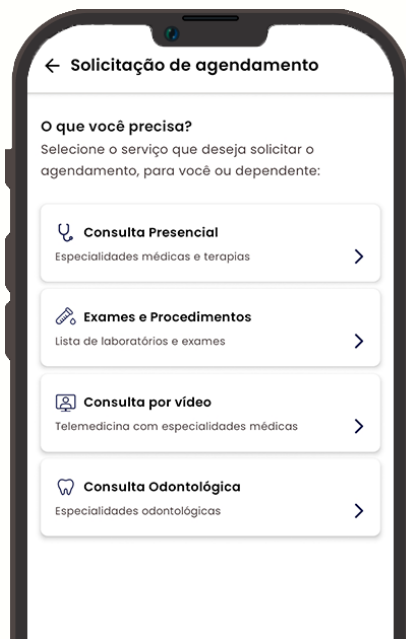 Solicitação de agendamento
O que você precisa?
Selecione o serviço que deseja solicitar o
agendamento, para você ou dependente:
Consulta Presencial
Especialidades médicas e terapias
Exames e Procedimentos
Lista de laboratórios e exames
Consulta por vídeo
Telemedicina com especialidades médicas
Consulta Odontológica
Especialidades odontológicas